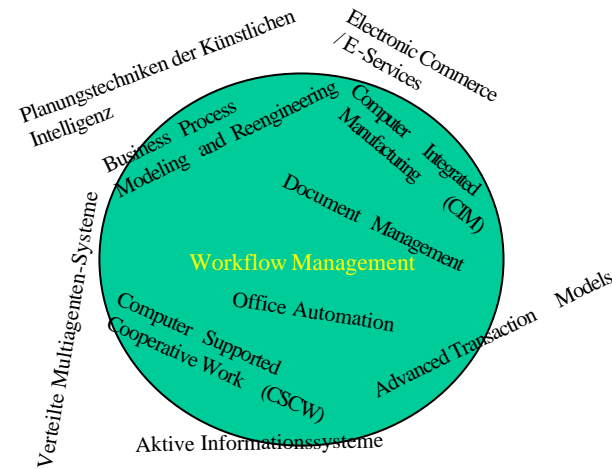 Planungstechniken der Künstlichen
Intelligenz
Electronic Commerce
/ E-Services
Business Process
Modeling and Reengineering
Computer Integrated
Manufacturing (CIM)
Document Management
Verteilte Multiagenten-Systeme
Workflow Management
Office Automation
Computer Supported
Cooperative Work (CSCW)
Advanced Transaction Models
Aktive Informationssysteme